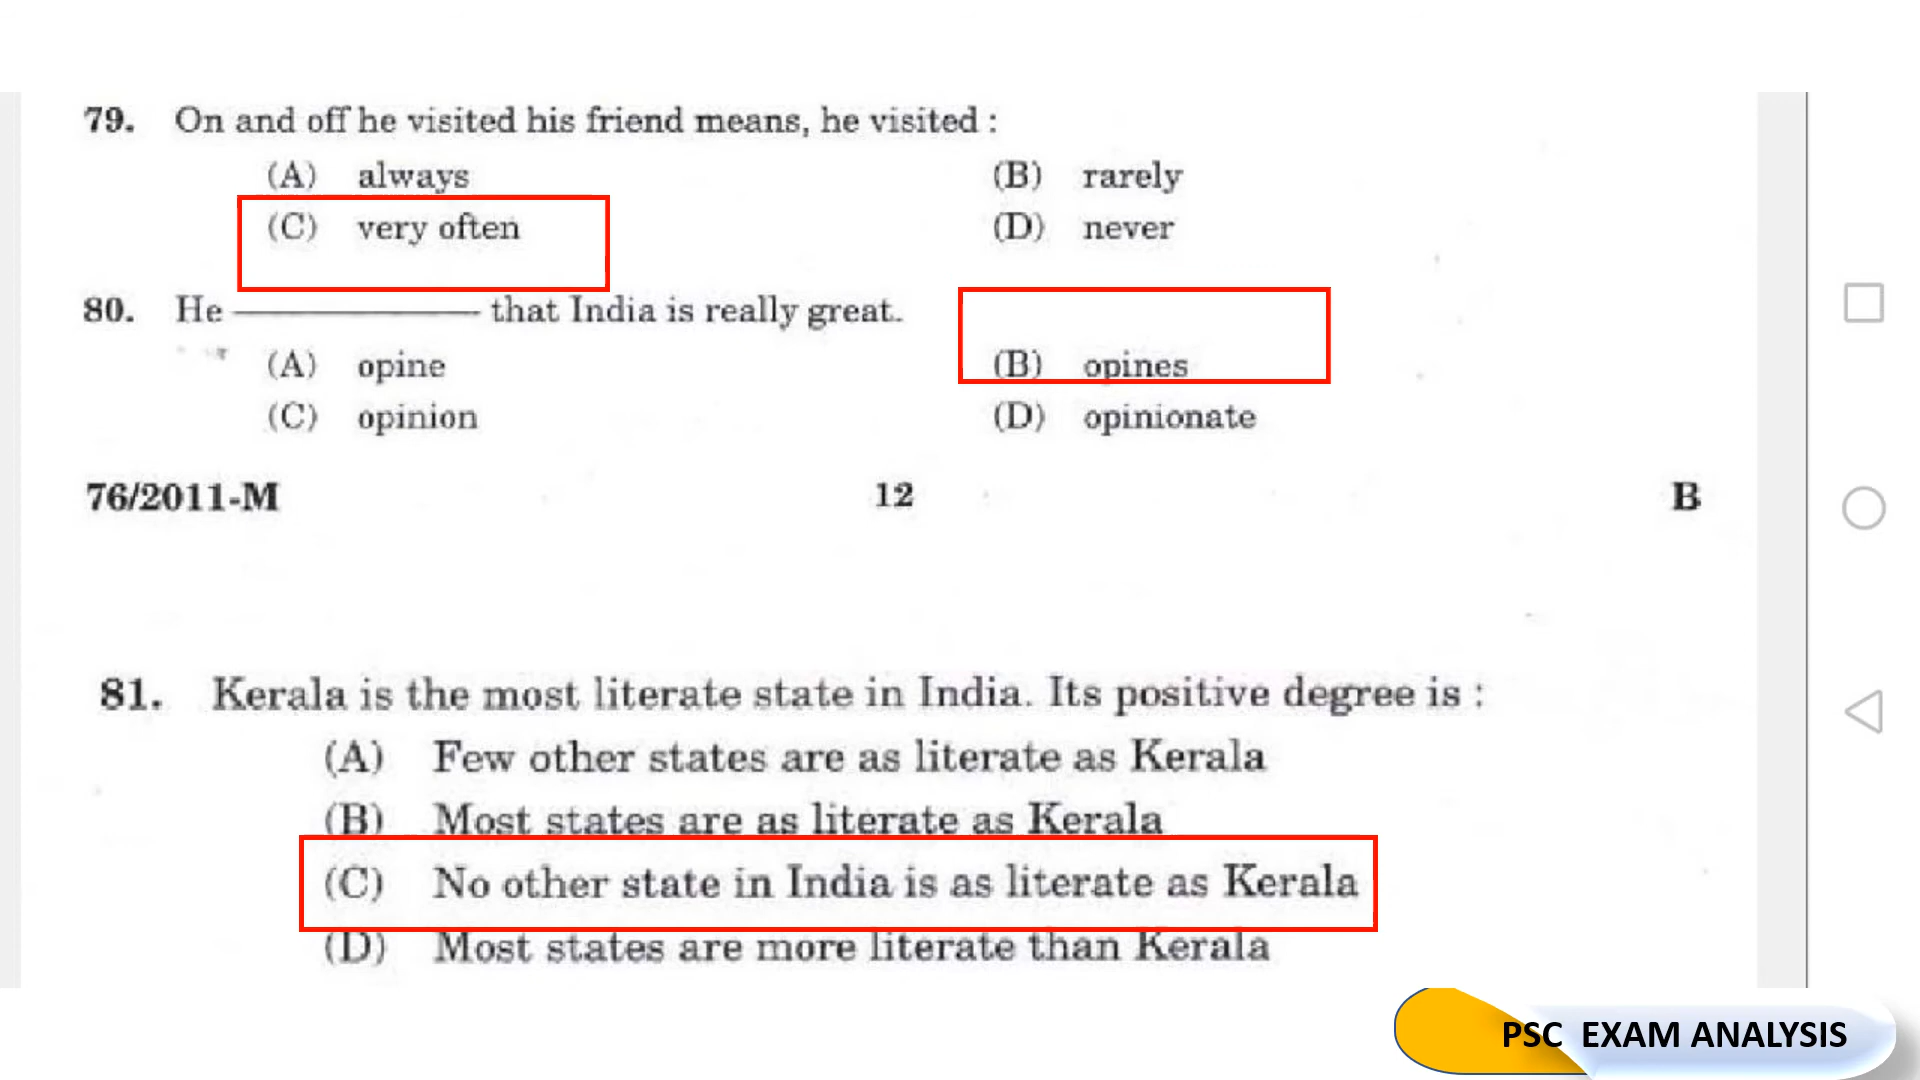 79. On and off he visited his friend means, he visited :
(A) always (B) rarely
(C) very often (D) never
80. He ——— that India is really great.
(A) opine (B) opines
(C) opinion (D) opinionate
76/2011-M 12 B
81. Kerala is the most literate state in India. Its positive degree is :
(A) Few other states are as literate as Kerala
(B) Most states are as literate as Kerala
(C) No other state in India is as literate as Kerala
(D) Most states are more literate than Kerala
PSC EXAM ANALYSIS